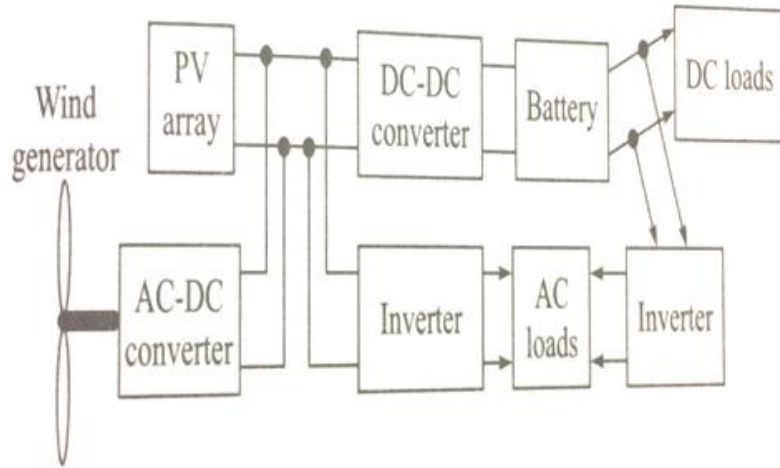 PV
array
DC-DC
converter
Battery
DC loads
Wind
generator
AC-DC
converter
Inverter
AC
loads
Inverter